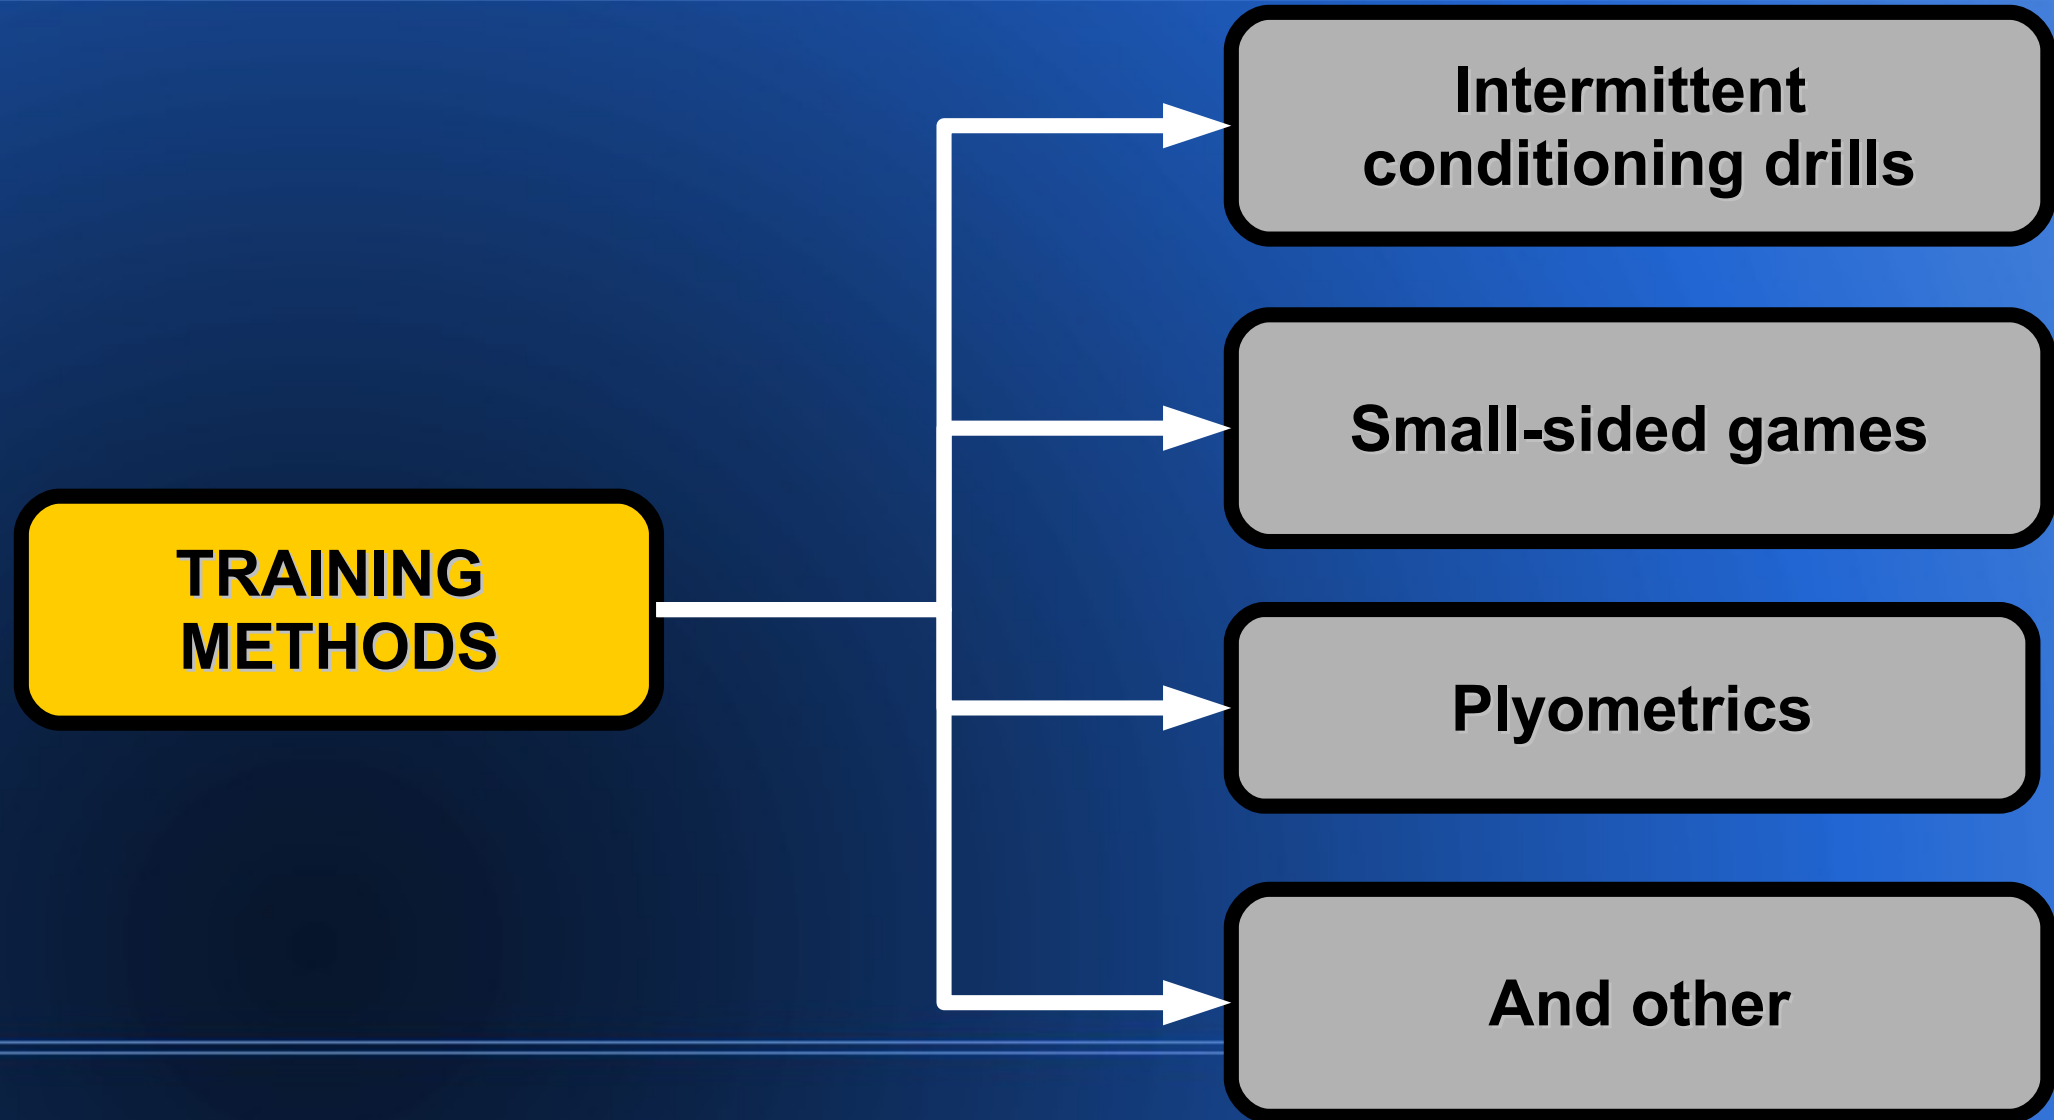 TRAINING
METHODS
Intermittent
conditioning drills
Small-sided games
Plyometrics
And other